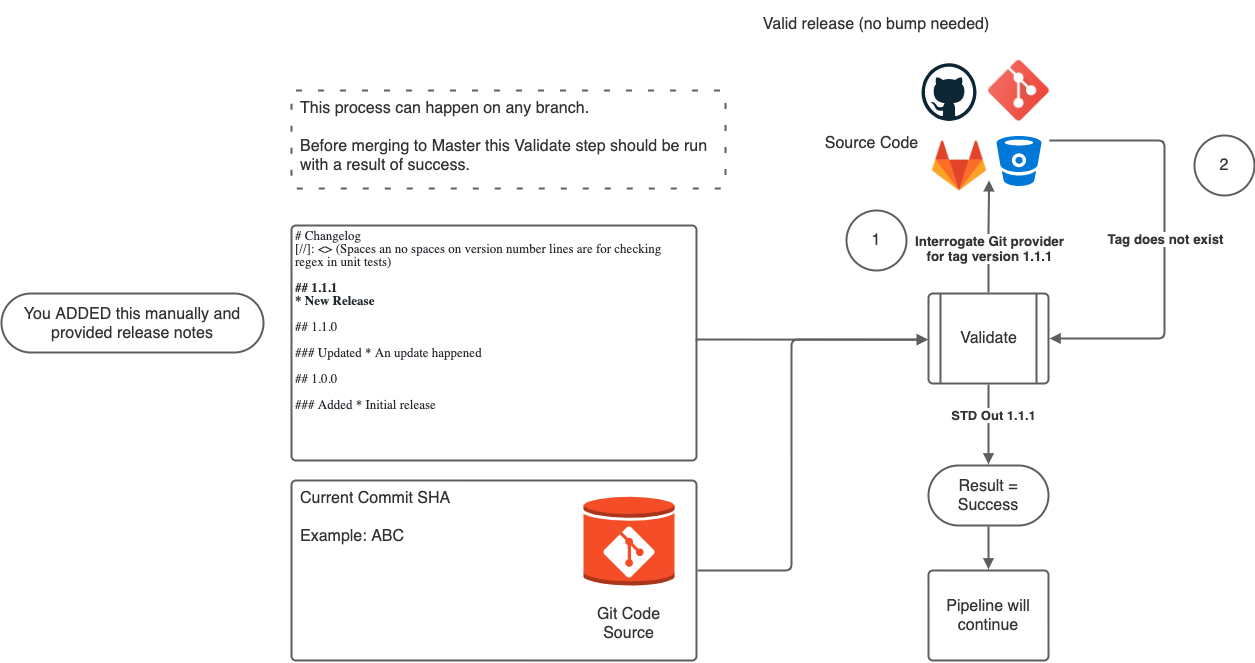 Valid release (no bump needed)
This process can happen on any branch.
Before merging to Master this Validate step should be run
with a result of success.
Source Code
2
1
Interrogate Git provider
for tag version 1.1.1
Tag does not exist
# Changelog
[//]: <> (Spaces an no spaces on version number lines are for checking
regex in unit tests)
## 1.1.1
* New Release
## 1.1.0
### Updated * An update happened
## 1.0.0
### Added * Initial release
You ADDED this manually and
provided release notes
Validate
STD Out 1.1.1
Result =
Success
Current Commit SHA
Example: ABC
Git Code
Source
Pipeline will
continue